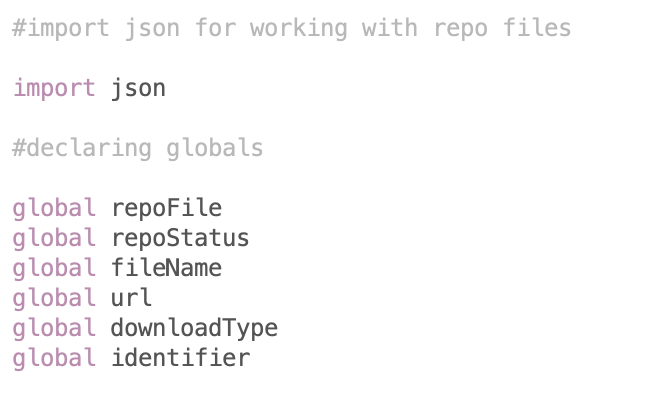 #import json for working with repo files
import json
#declaring globals
global repoFile
global repoStatus
global fileName
global url
global downloadType
global identifier